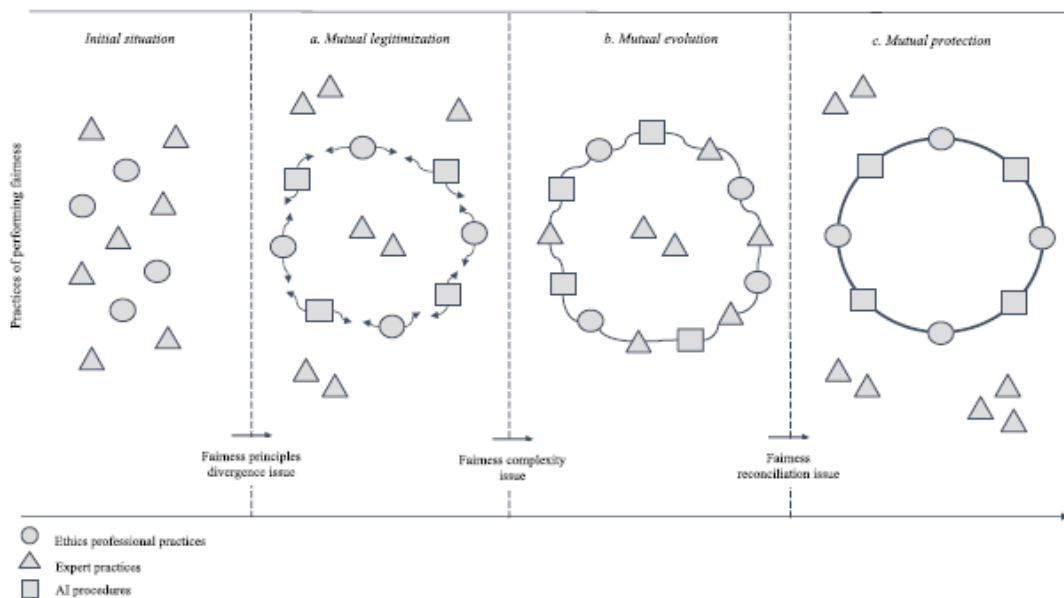 Initial situation
a. Mutual legitimization
b. Mutual evolution
c. Mutual protection
Practices of performing fairness
Fairness principles
divergence issue
Fairness complexity
issue
Fairness
reconciliation issue
Ethics professional practices
Expert practices
AI procedures